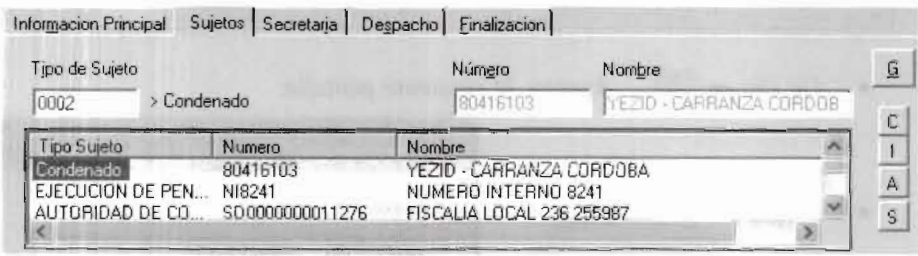 Informacion Principal Sujetos Secretaria Despacho Finalizacion
Tipo de Sujeto Número Nombre G
0002 > Condenado 80416103 YEZID - CARRANZA CORDOB
C
Tipo Sujeto Numero Nombre I
Condenado 80416103 YEZID - CARRANZA CORDOBA
EJECUCION DE PEN... NI8241 NUMERO INTERNO 8241 A
AUTORIDAD DE CO... SD0000000011276 FISCALIA LOCAL 236 255987 S